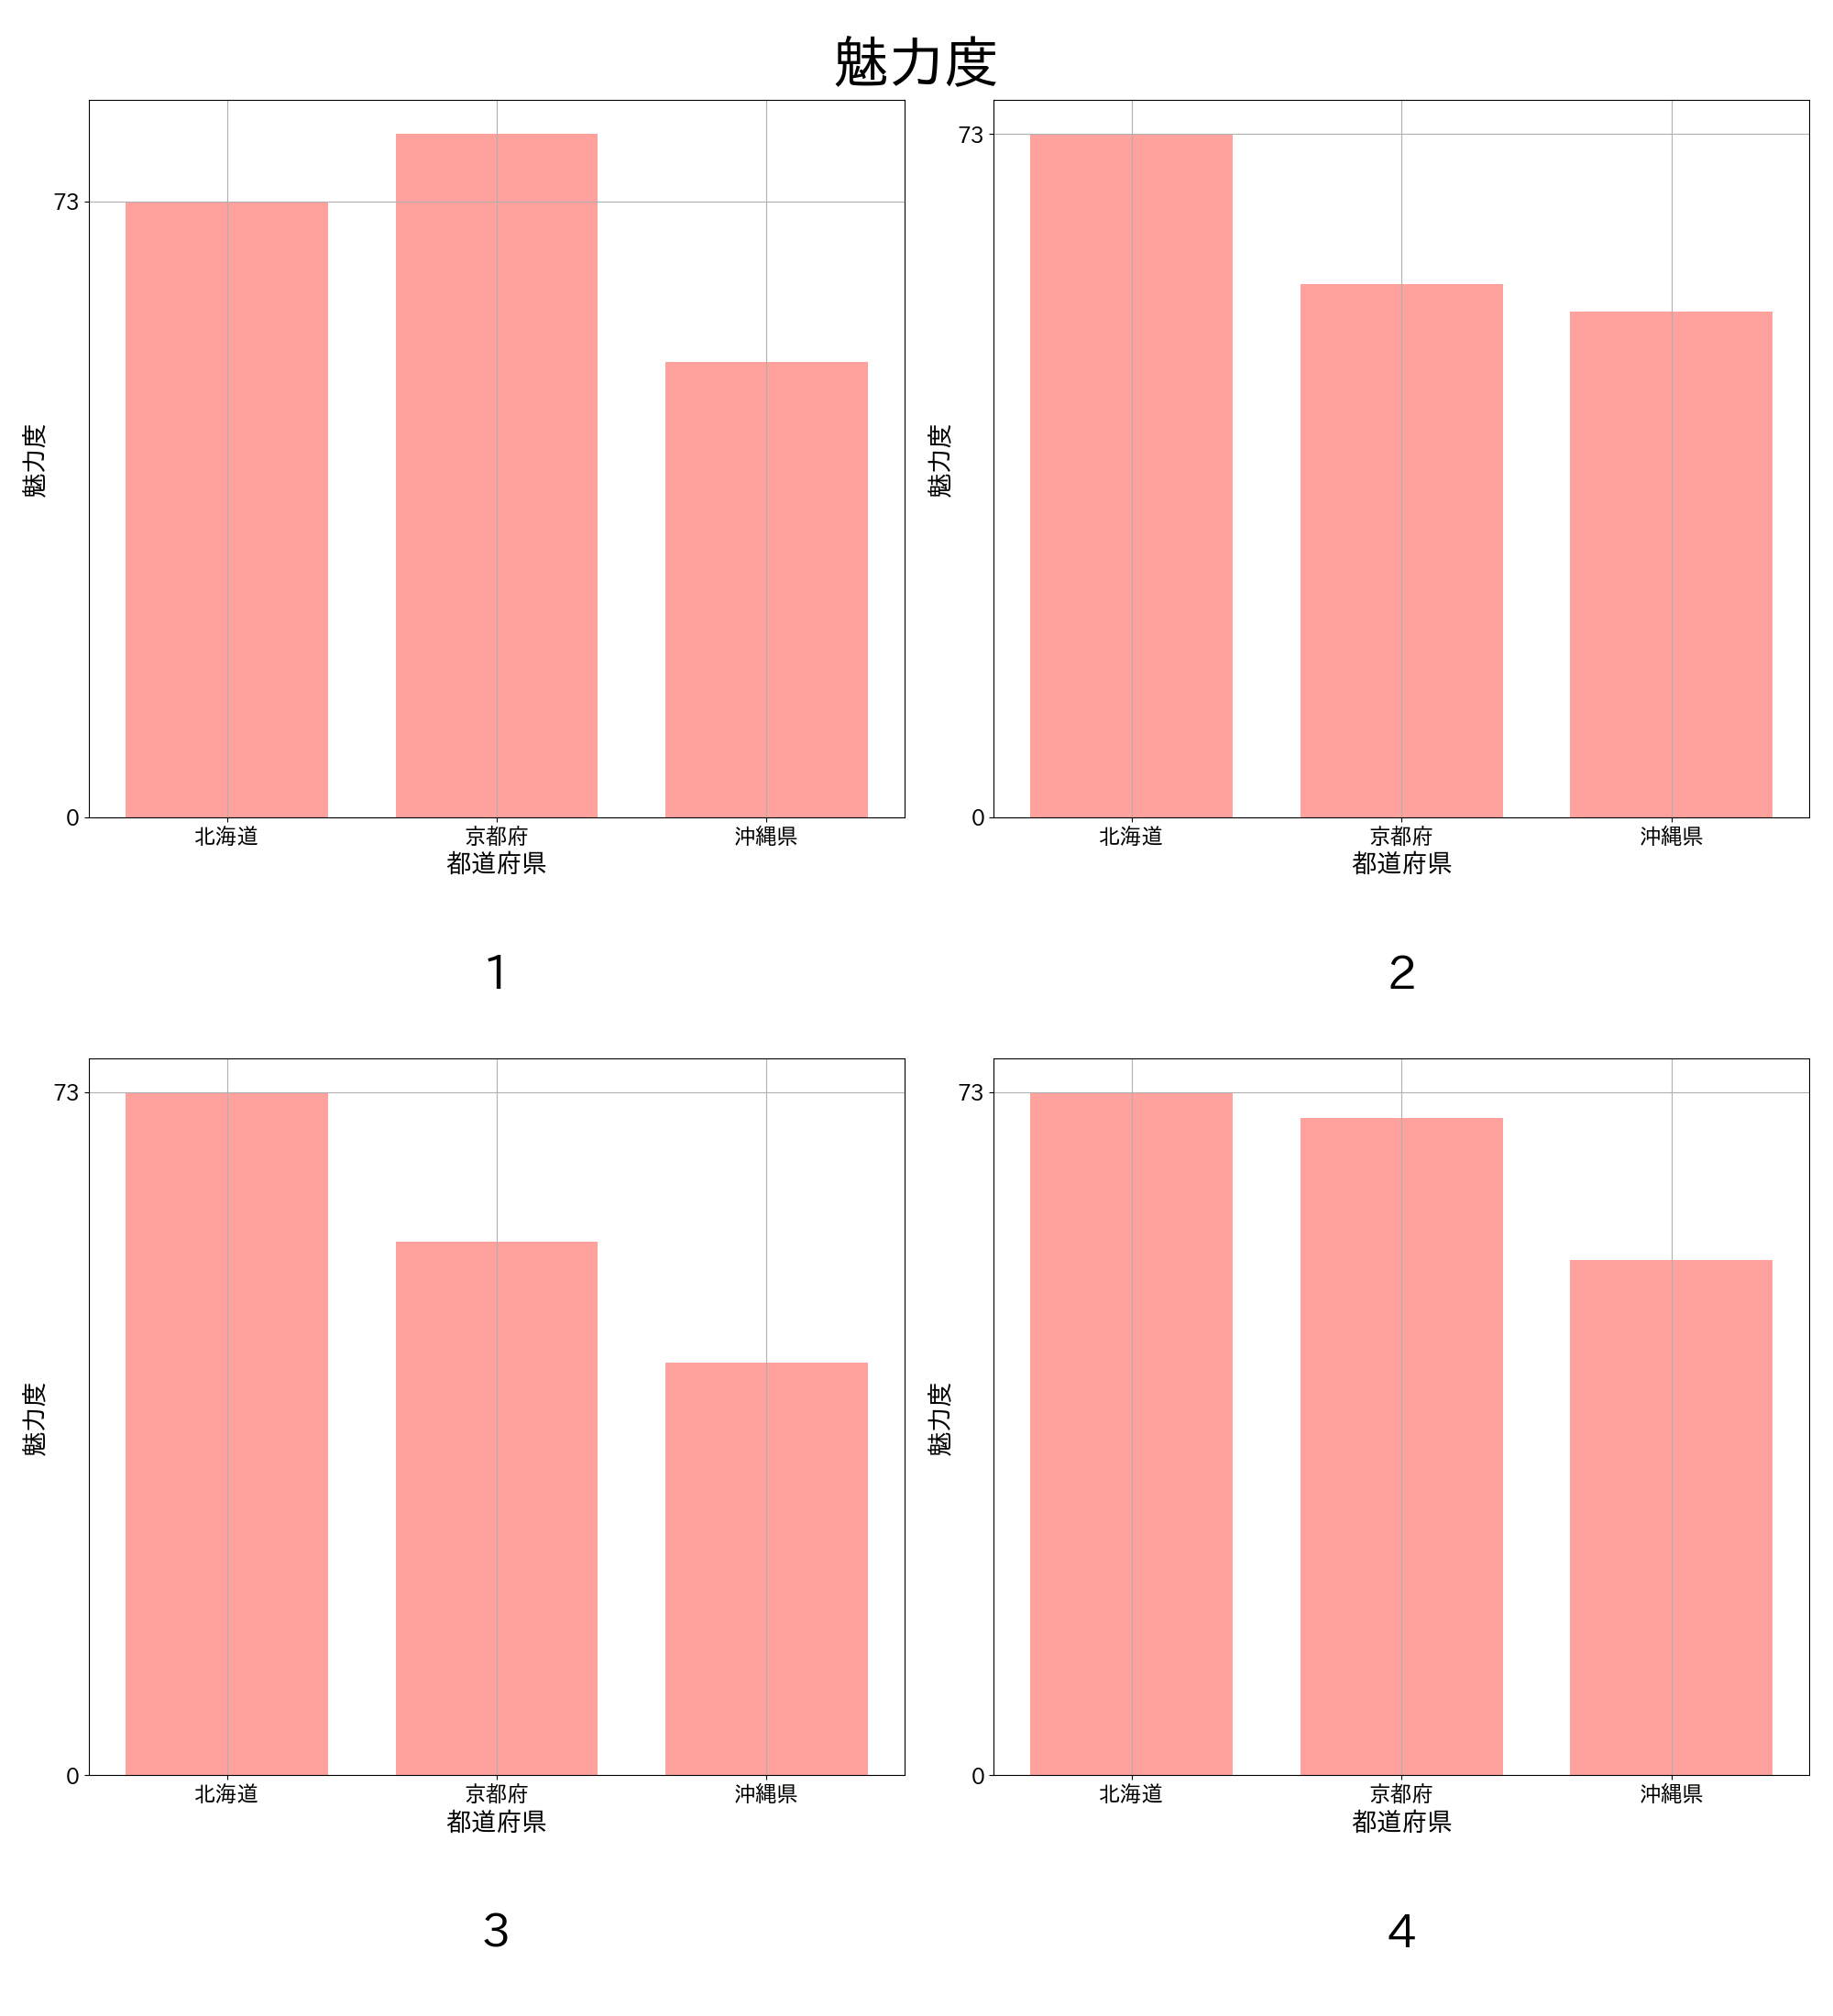 魅力度
73
0
魅力度
北海道 京都府 沖縄県
都道府県
1
73
0
魅力度
北海道 京都府 沖縄県
都道府県
2
73
0
魅力度
北海道 京都府 沖縄県
都道府県
3
73
0
魅力度
北海道 京都府 沖縄県
都道府県
4